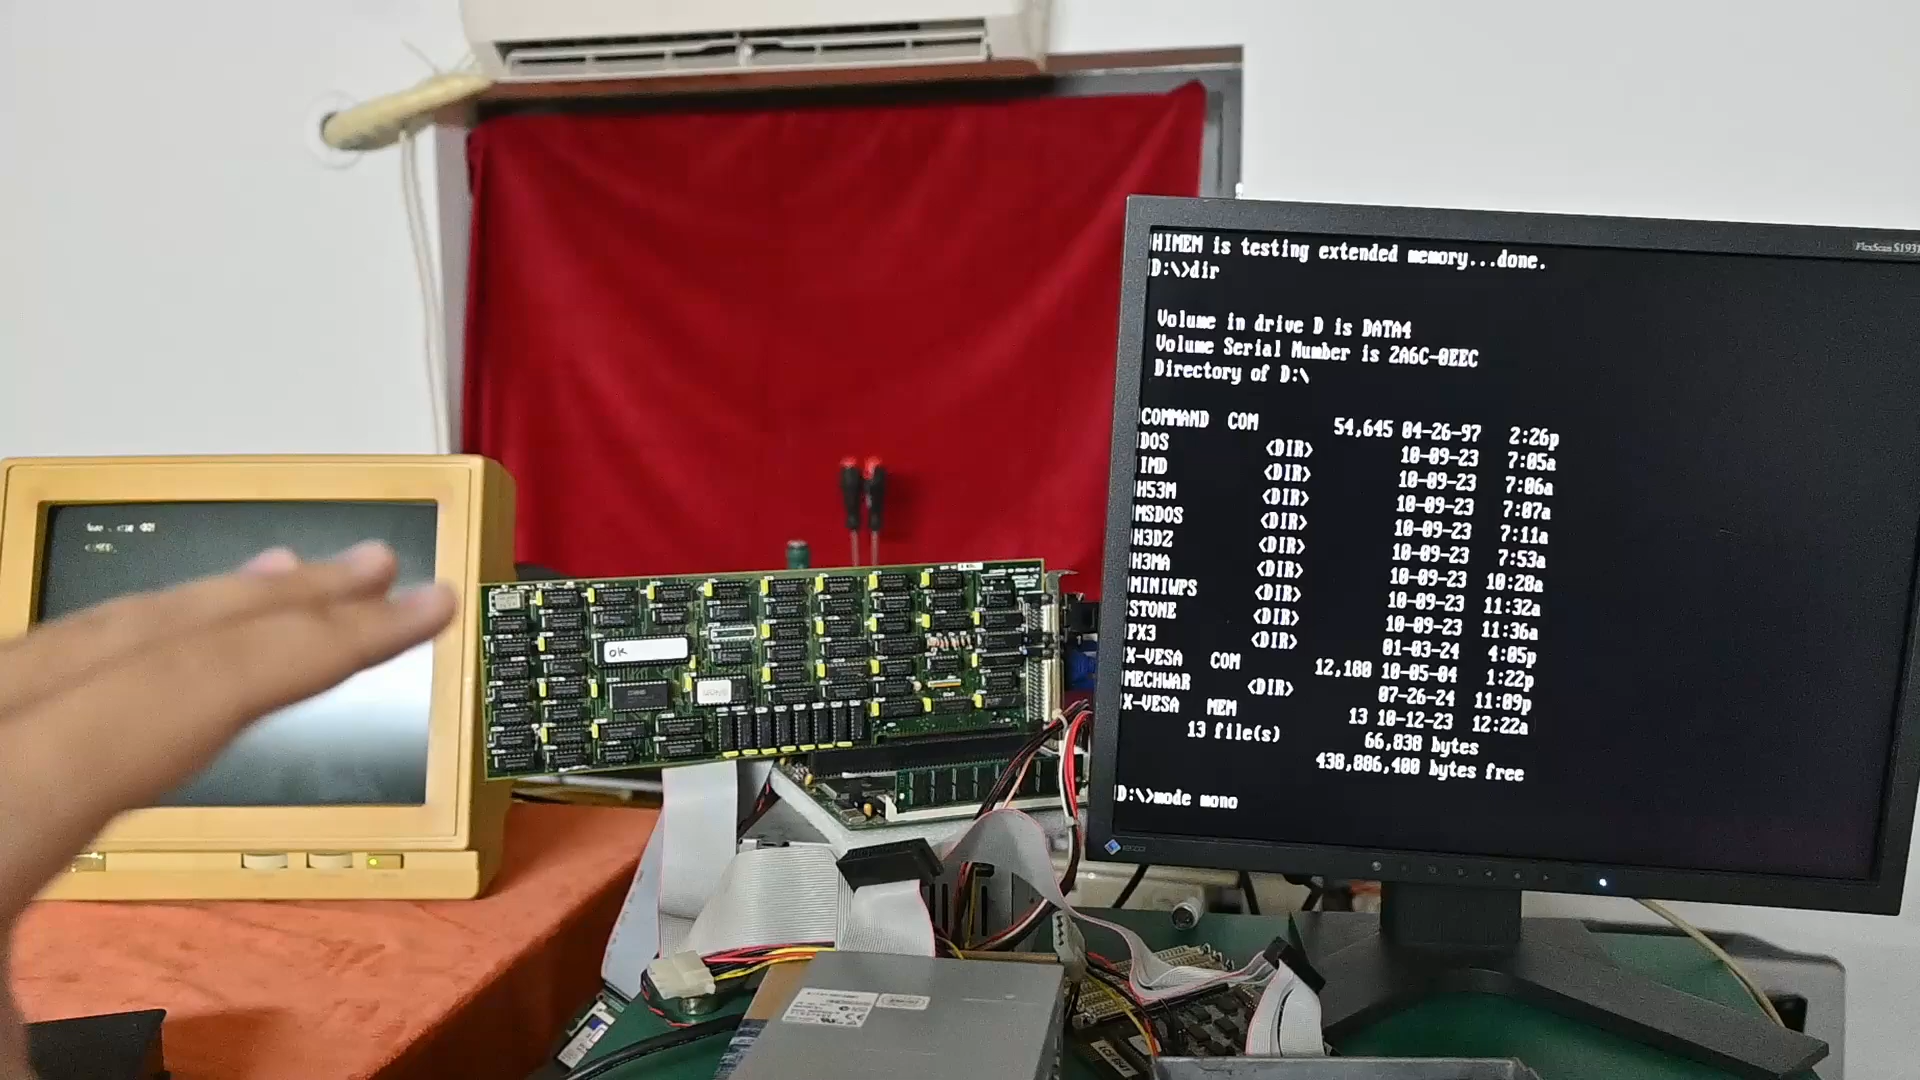 FlexScan S1931
HIMEM is testing extended memory...done.
D:\>dir
Volume in drive D is DATA4
Volume Serial Number is 2A6C-0EEC
Directory of D:\
COMMAND COM 54,645 04-26-97 2:26p
DOS <DIR> 10-09-23 7:05a
IMD <DIR> 10-09-23 7:06a
H53M <DIR> 10-09-23 7:07a
MSDOS <DIR> 10-09-23 7:11a
H3DZ <DIR> 10-09-23 7:53a
H3MA <DIR> 10-09-23 10:28a
MINIWPS <DIR> 10-09-23 11:32a
STONE <DIR> 10-09-23 11:36a
PX3 <DIR> 01-03-24 4:05p
X-VESA COM 12,180 10-05-04 1:22p
MECHWAR <DIR> 07-26-24 11:09p
X-VESA MEM 13 10-12-23 12:22a
13 file(s) 66,838 bytes
438,886,400 bytes free
D:\>mode mono
OK